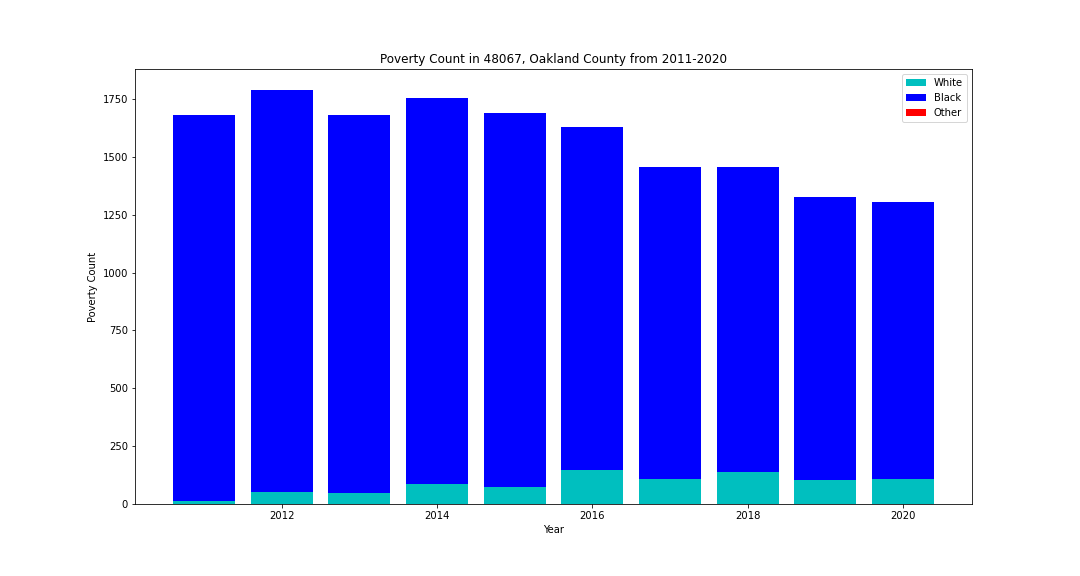 Poverty Count in 48067, Oakland County from 2011-2020
White
Black
Other
1750
1500
1250
1000
750
500
250
0
Poverty Count
2012 2014 2016 2018 2020
Year